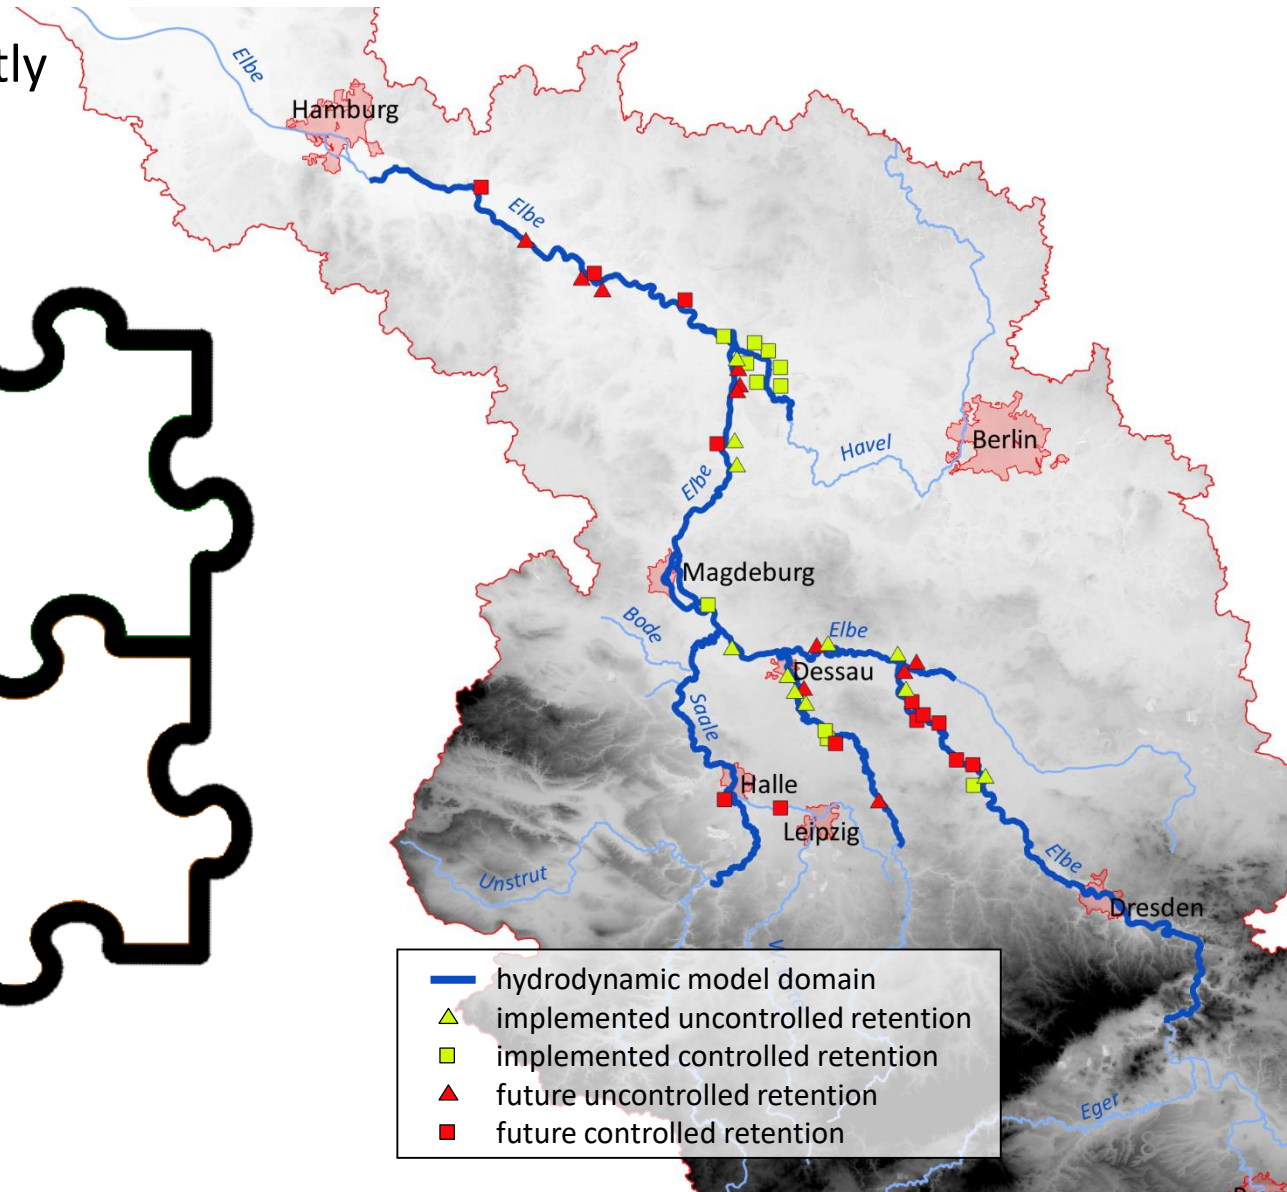 tly
Elbe
Hamburg
Elbe
Havel
Berlin
Elbe
Magdeburg
Bode
Elbe
Dessau
Saale
Halle
Leipzig
Elbe
Unstrut
Dresden
hydrodynamic model domain
implemented uncontrolled retention
implemented controlled retention
future uncontrolled retention
future controlled retention
Eger